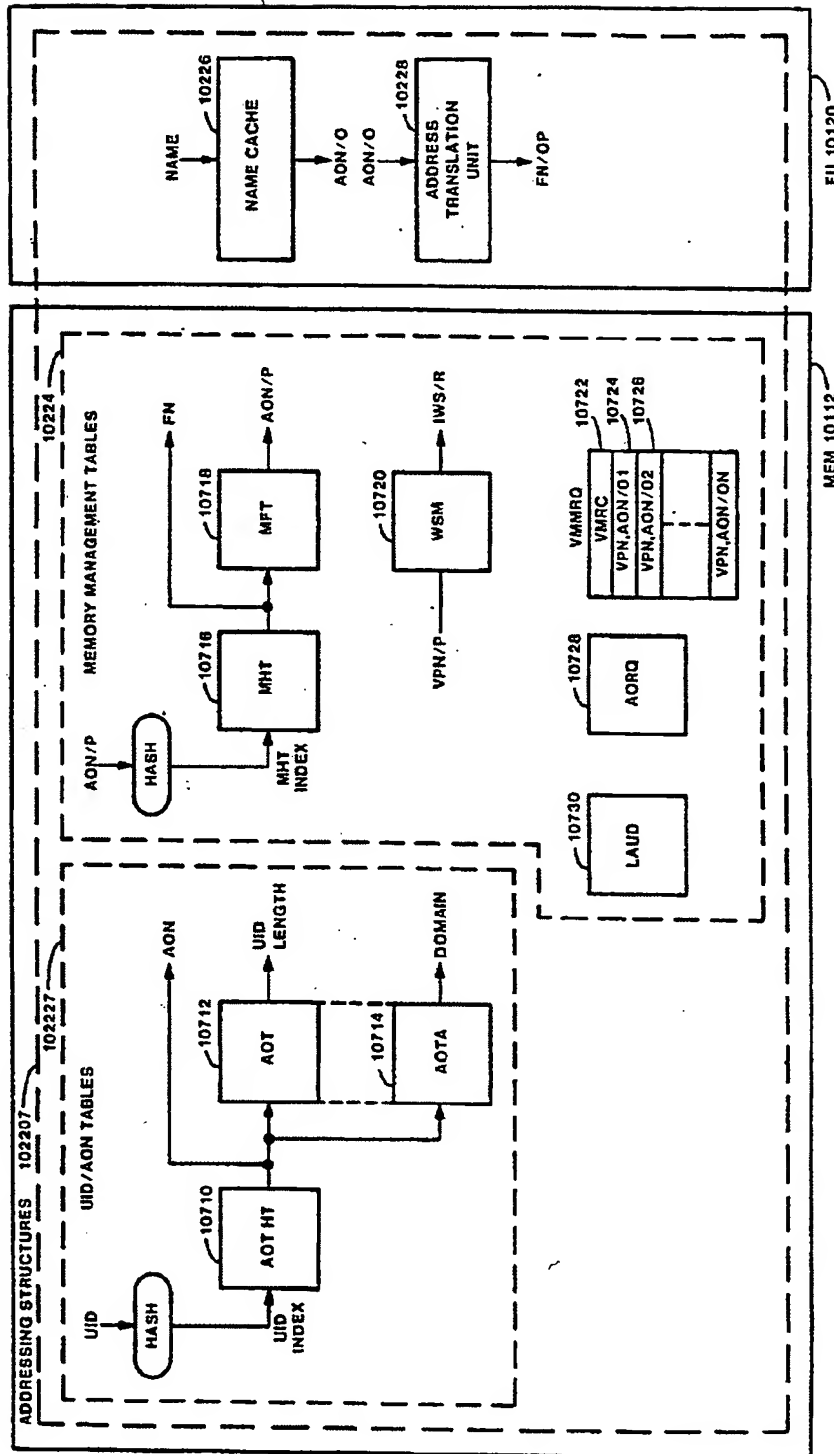 ADDRESSING STRUCTURES 102207
102227
UID/AON TABLES
UID
HASH
UID
INDEX
10710
AOT HT
AON
10712
AOT
UID
LENGTH
10714
AOTA
DOMAIN
10224
MEMORY MANAGEMENT TABLES
AON/P
HASH
MHT
INDEX
10716
MHT
FN
10718
MFT
AON/P
VPN/P
10720
WSM
IWS/R
10730
LAUD
10728
AORQ
VMMRQ
VMRC
10722
VPN,AON/O1
10724
VPN,AON/O2
10726
VPN,AON/ON
MEM 10112
NAME
10226
NAME CACHE
AON/O
AON/O
10228
ADDRESS
TRANSLATION
UNIT
FN/OP
FU 10120